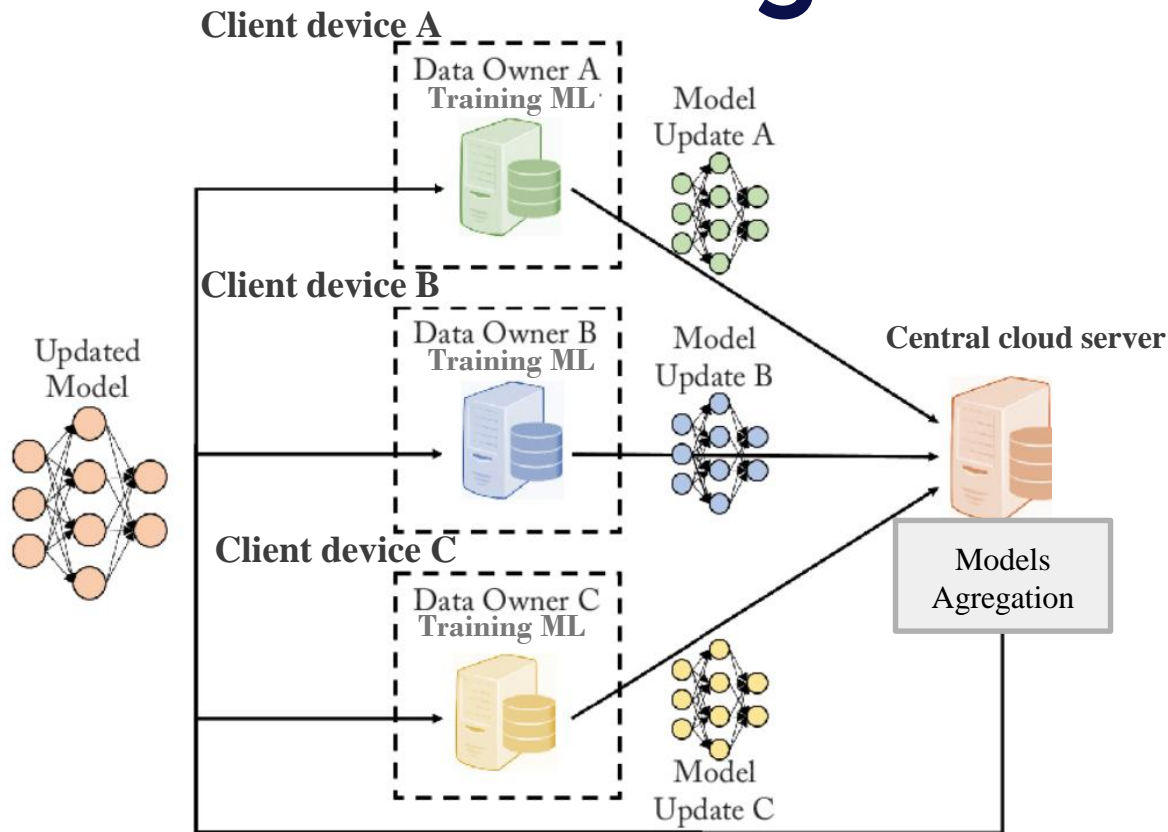 Client device A
Data Owner A
Training ML
Model
Update A
Client device B
Data Owner B
Training ML
Model
Update B
Central cloud server
Updated
Model
Client device C
Data Owner C
Training ML
Models
Agregation
Model
Update C